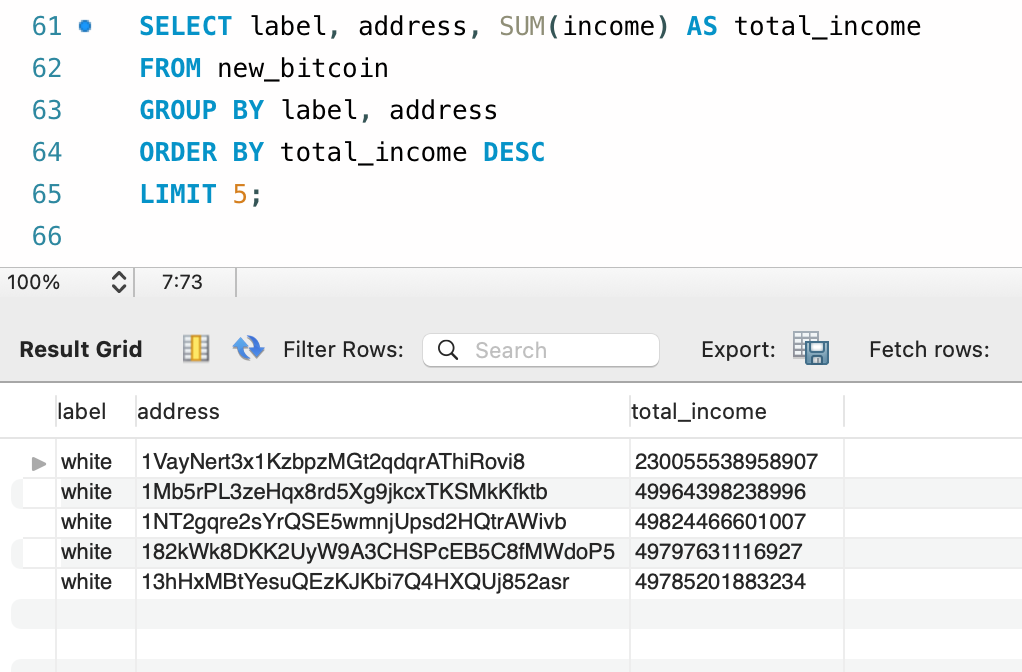 61 SELECT label, address, SUM(income) AS total_income
62 FROM new_bitcoin
63 GROUP BY label, address
64 ORDER BY total_income DESC
65 LIMIT 5;
66
100% 7:73
Result Grid Filter Rows: Search Export: Fetch rows:
label address total_income
white 1VayNert3x1KzbpzMGt2qdqrAThiRovi8 230055538958907
white 1Mb5rPL3zeHqx8rd5Xg9jkcxTKSMkKfktb 49964398238996
white 1NT2gqre2sYrQSE5wmnjUpsd2HQtrAWivb 49824466601007
white 182kWk8DKK2UyW9A3CHSPcEB5C8fMWdoP5 49797631116927
white 13hHxMBtYesuQEzKJKbi7Q4HXQUj852asr 49785201883234